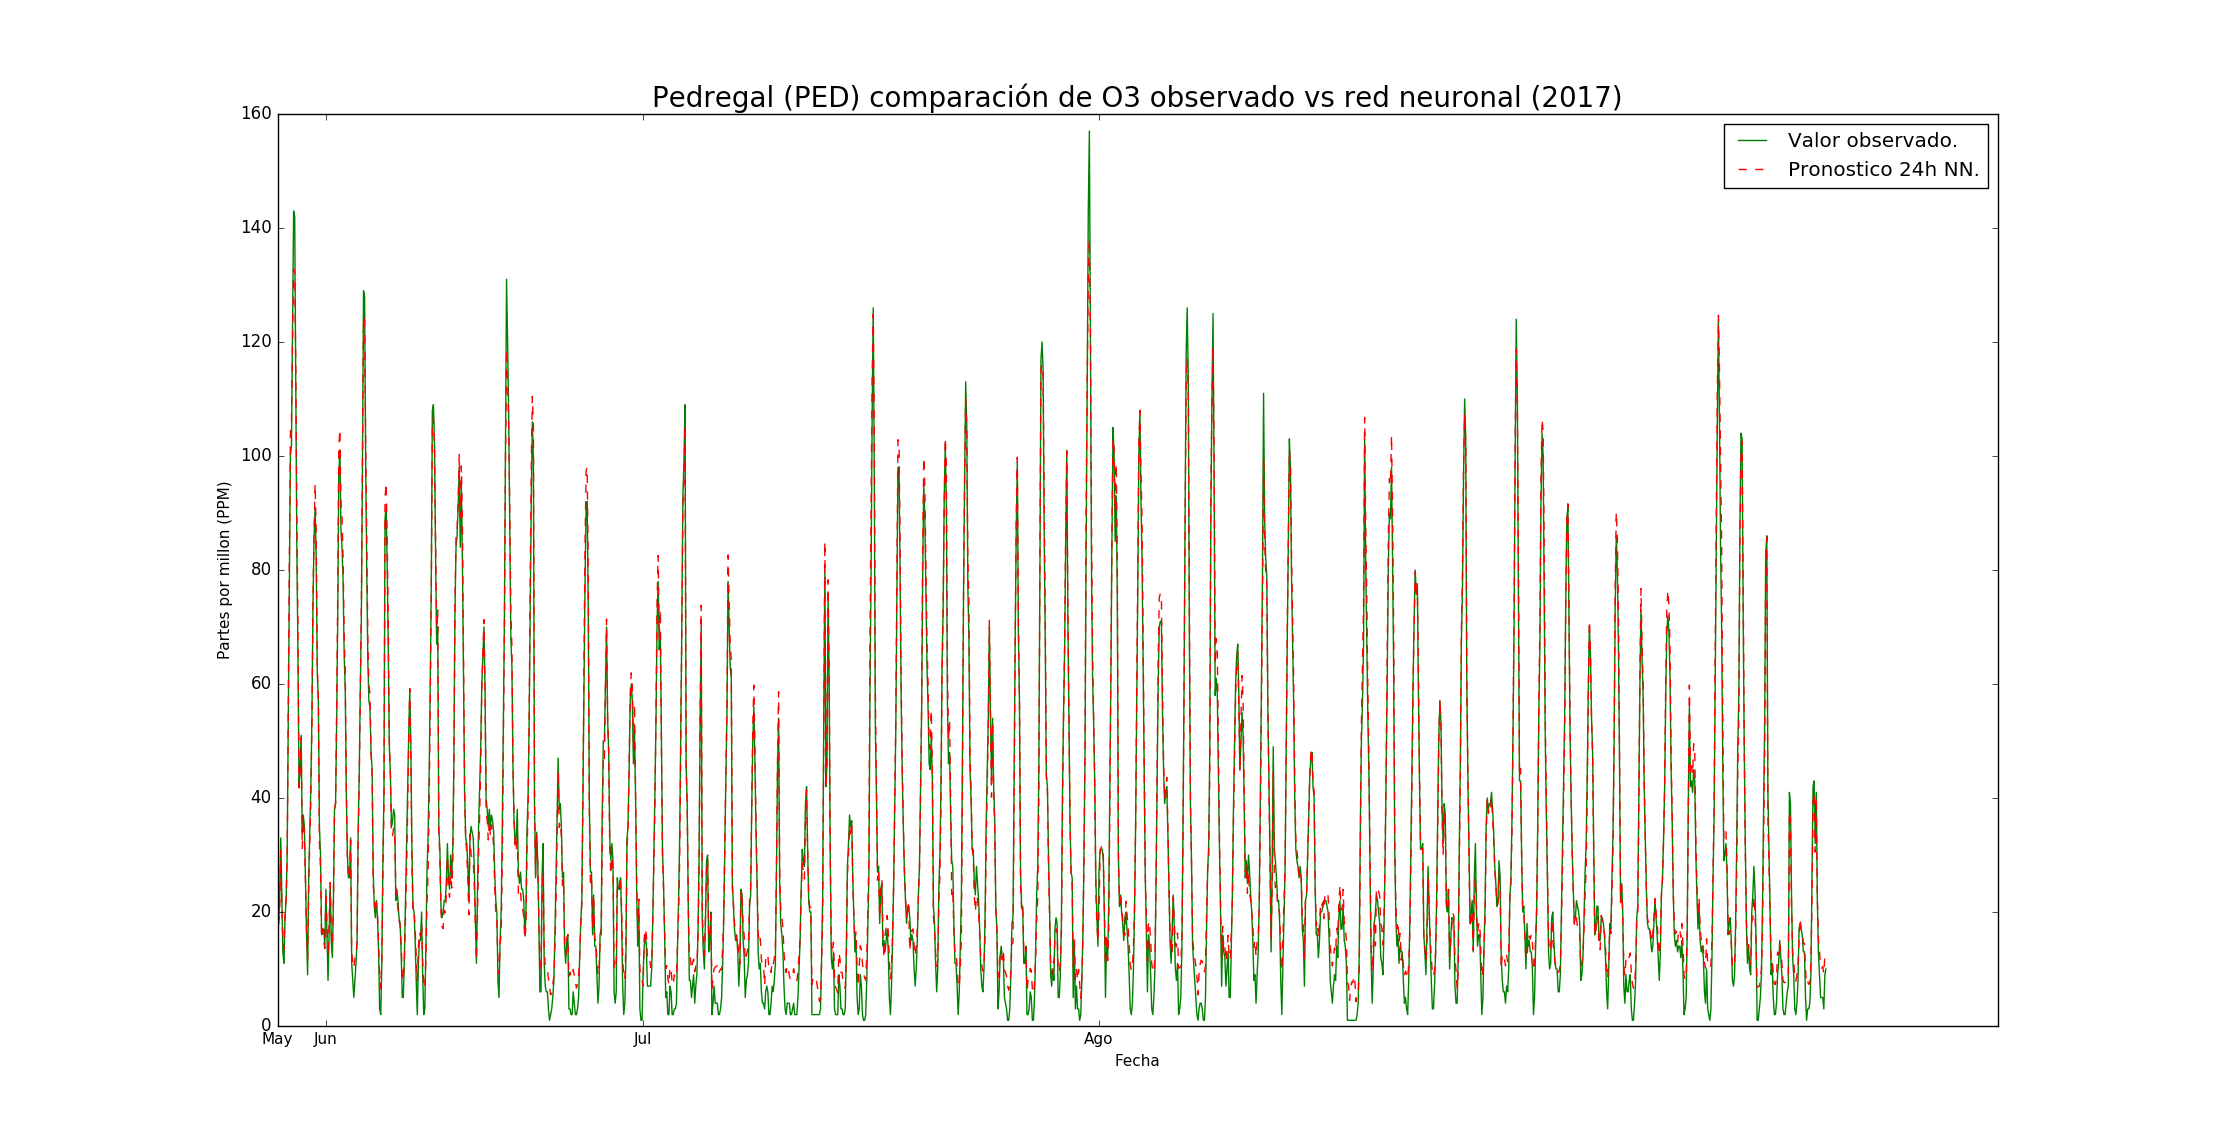 Pedregal (PED) comparación de O3 observado vs red neuronal (2017)
Valor observado.
Pronostico 24h NN.
160
140
120
100
80
60
40
20
0
Partes por millon (PPM)
May Jun Jul Ago
Fecha